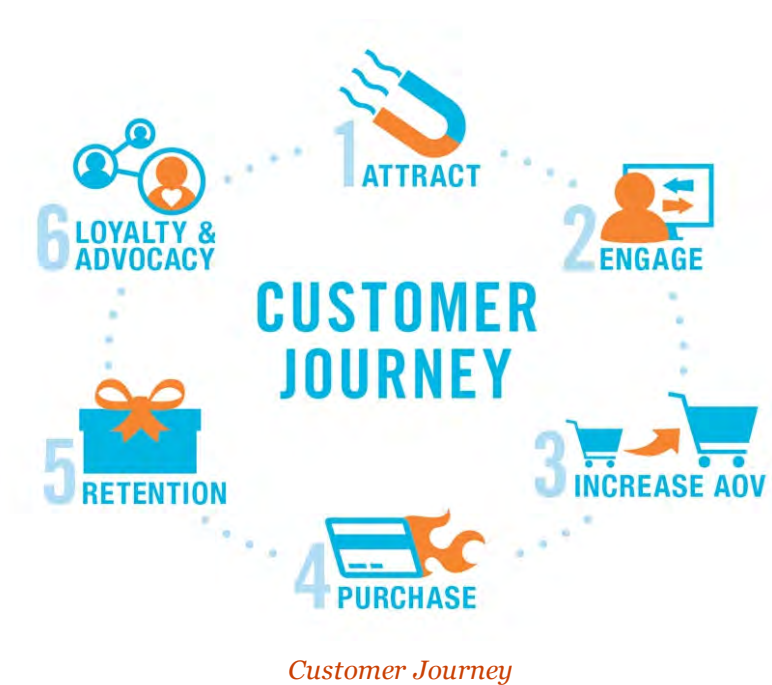 1 ATTRACT
2 ENGAGE
3 INCREASE AOV
4 PURCHASE
5 RETENTION
6 LOYALTY &
ADVOCACY
CUSTOMER
JOURNEY
Customer Journey